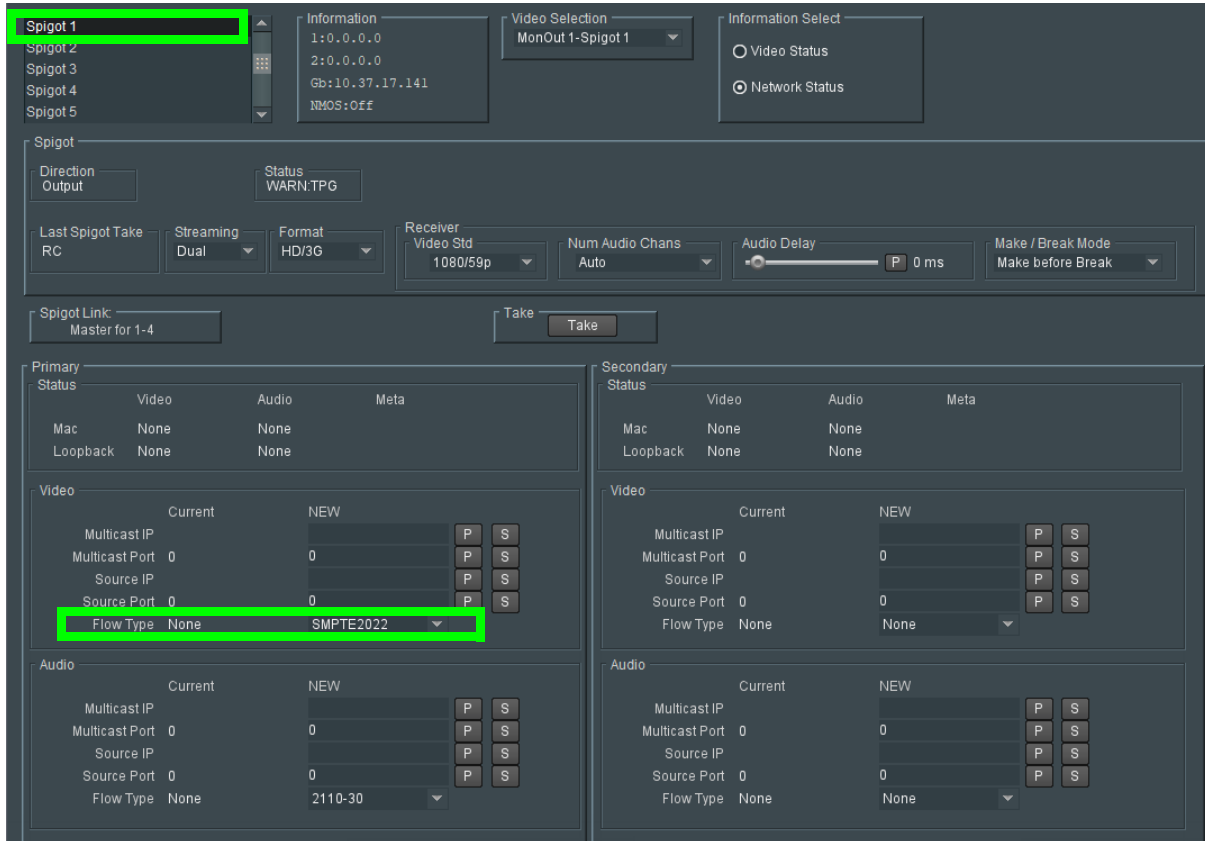 Spigot 1
Spigot 2
Spigot 3
Spigot 4
Spigot 5
Information
1:0.0.0.0
2:0.0.0.0
Gb:10.37.17.141
NMOS:Off
Video Selection
MonOut 1-Spigot 1
Information Select
Video Status
Network Status
Spigot
Direction
Output
Status
WARN:TPG
Last Spigot Take
RC
Streaming
Dual
Format
HD/3G
Receiver
Video Std
1080/59p
Num Audio Chans
Auto
Audio Delay
P 0 ms
Make / Break Mode
Make before Break
Spigot Link:
Master for 1-4
Take
Take
Primary
Status
Video Audio Meta
Mac None None
Loopback None None
Video
Current NEW
Multicast IP P S
Multicast Port 0 0 P S
Source IP P S
Source Port 0 0 P S
Flow Type None SMPTE2022
Audio
Current NEW
Multicast IP P S
Multicast Port 0 0 P S
Source IP P S
Source Port 0 0 P S
Flow Type None 2110-30
Secondary
Status
Video Audio Meta
Mac None None
Loopback None None
Video
Current NEW
Multicast IP P S
Multicast Port 0 0 P S
Source IP P S
Source Port 0 0 P S
Flow Type None None
Audio
Current NEW
Multicast IP P S
Multicast Port 0 0 P S
Source IP P S
Source Port 0 0 P S
Flow Type None None